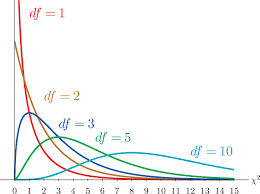 df = 1
df = 2
df = 3
df = 5
df = 10
χ²
0 1 2 3 4 5 6 7 8 9 10 11 12 13 14 15